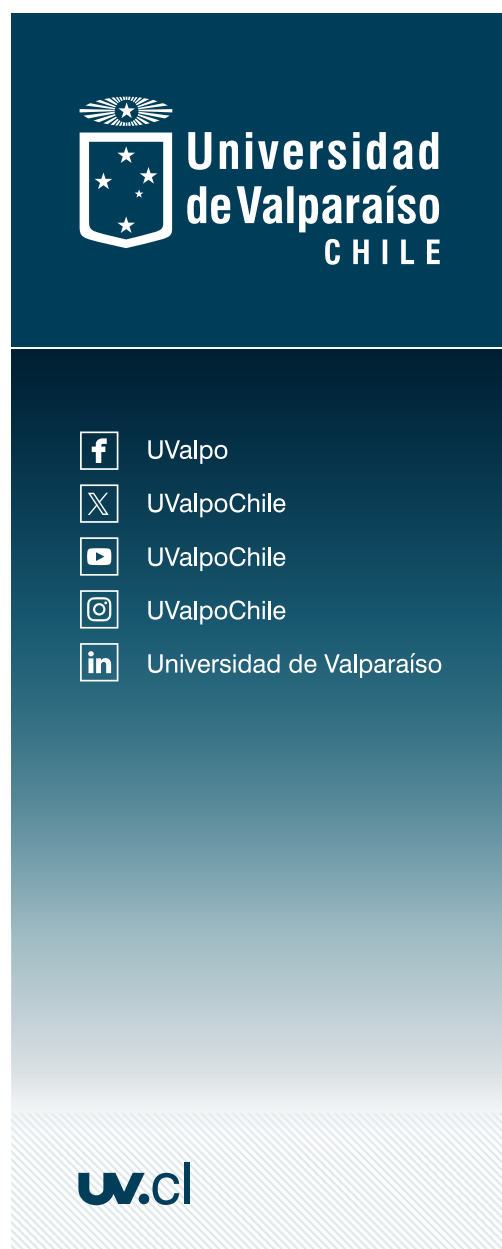 Universidad
de Valparaíso
CHILE
UValpo
UValpoChile
UValpoChile
UValpoChile
Universidad de Valparaíso
uv.cl